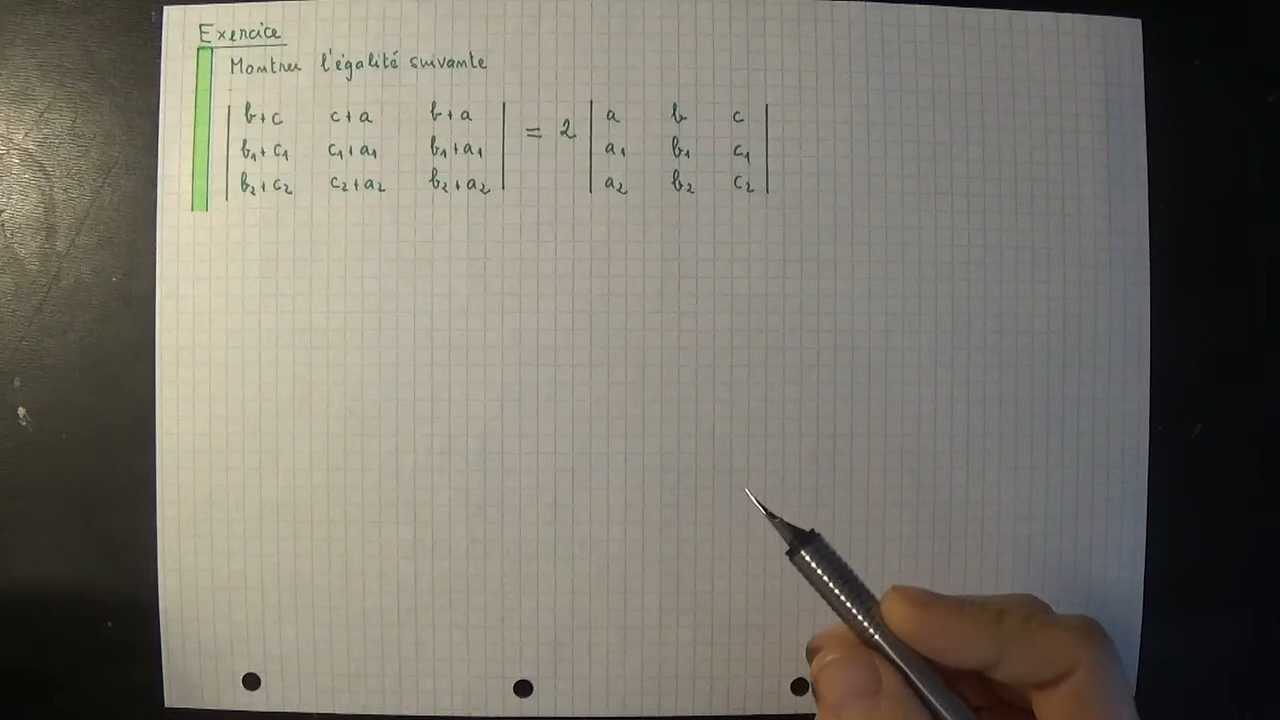 Exercice
Montrer l'égalité suivante
| b+c c+a b+a | = 2 | a b c |
| b₁+c₁ c₁+a₁ b₁+a₁ | | a₁ b₁ c₁ |
| b₂+c₂ c₂+a₂ b₂+a₂ | | a₂ b₂ c₂ |